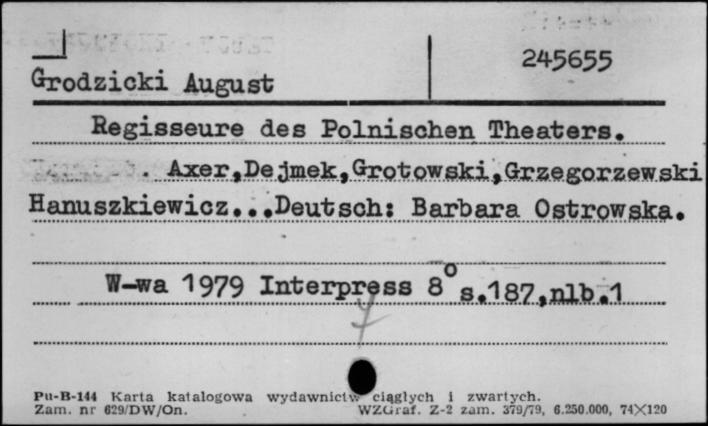 245655
Grodzicki August
Regisseure des Polnischen Theaters.
. Axer,Dejmek,Grotowski,Grzegorzewski
Hanuszkiewicz...Deutsch: Barbara Ostrowska.
W-wa 1979 Interpress 8° s.187,nlb.1
Pu-B-144 Karta katalogowa wydawnictw ciągłych i zwartych.
Zam. nr 629/DW/On. WZGraf. Z-2 zam. 379/79, 6.250.000, 74×120